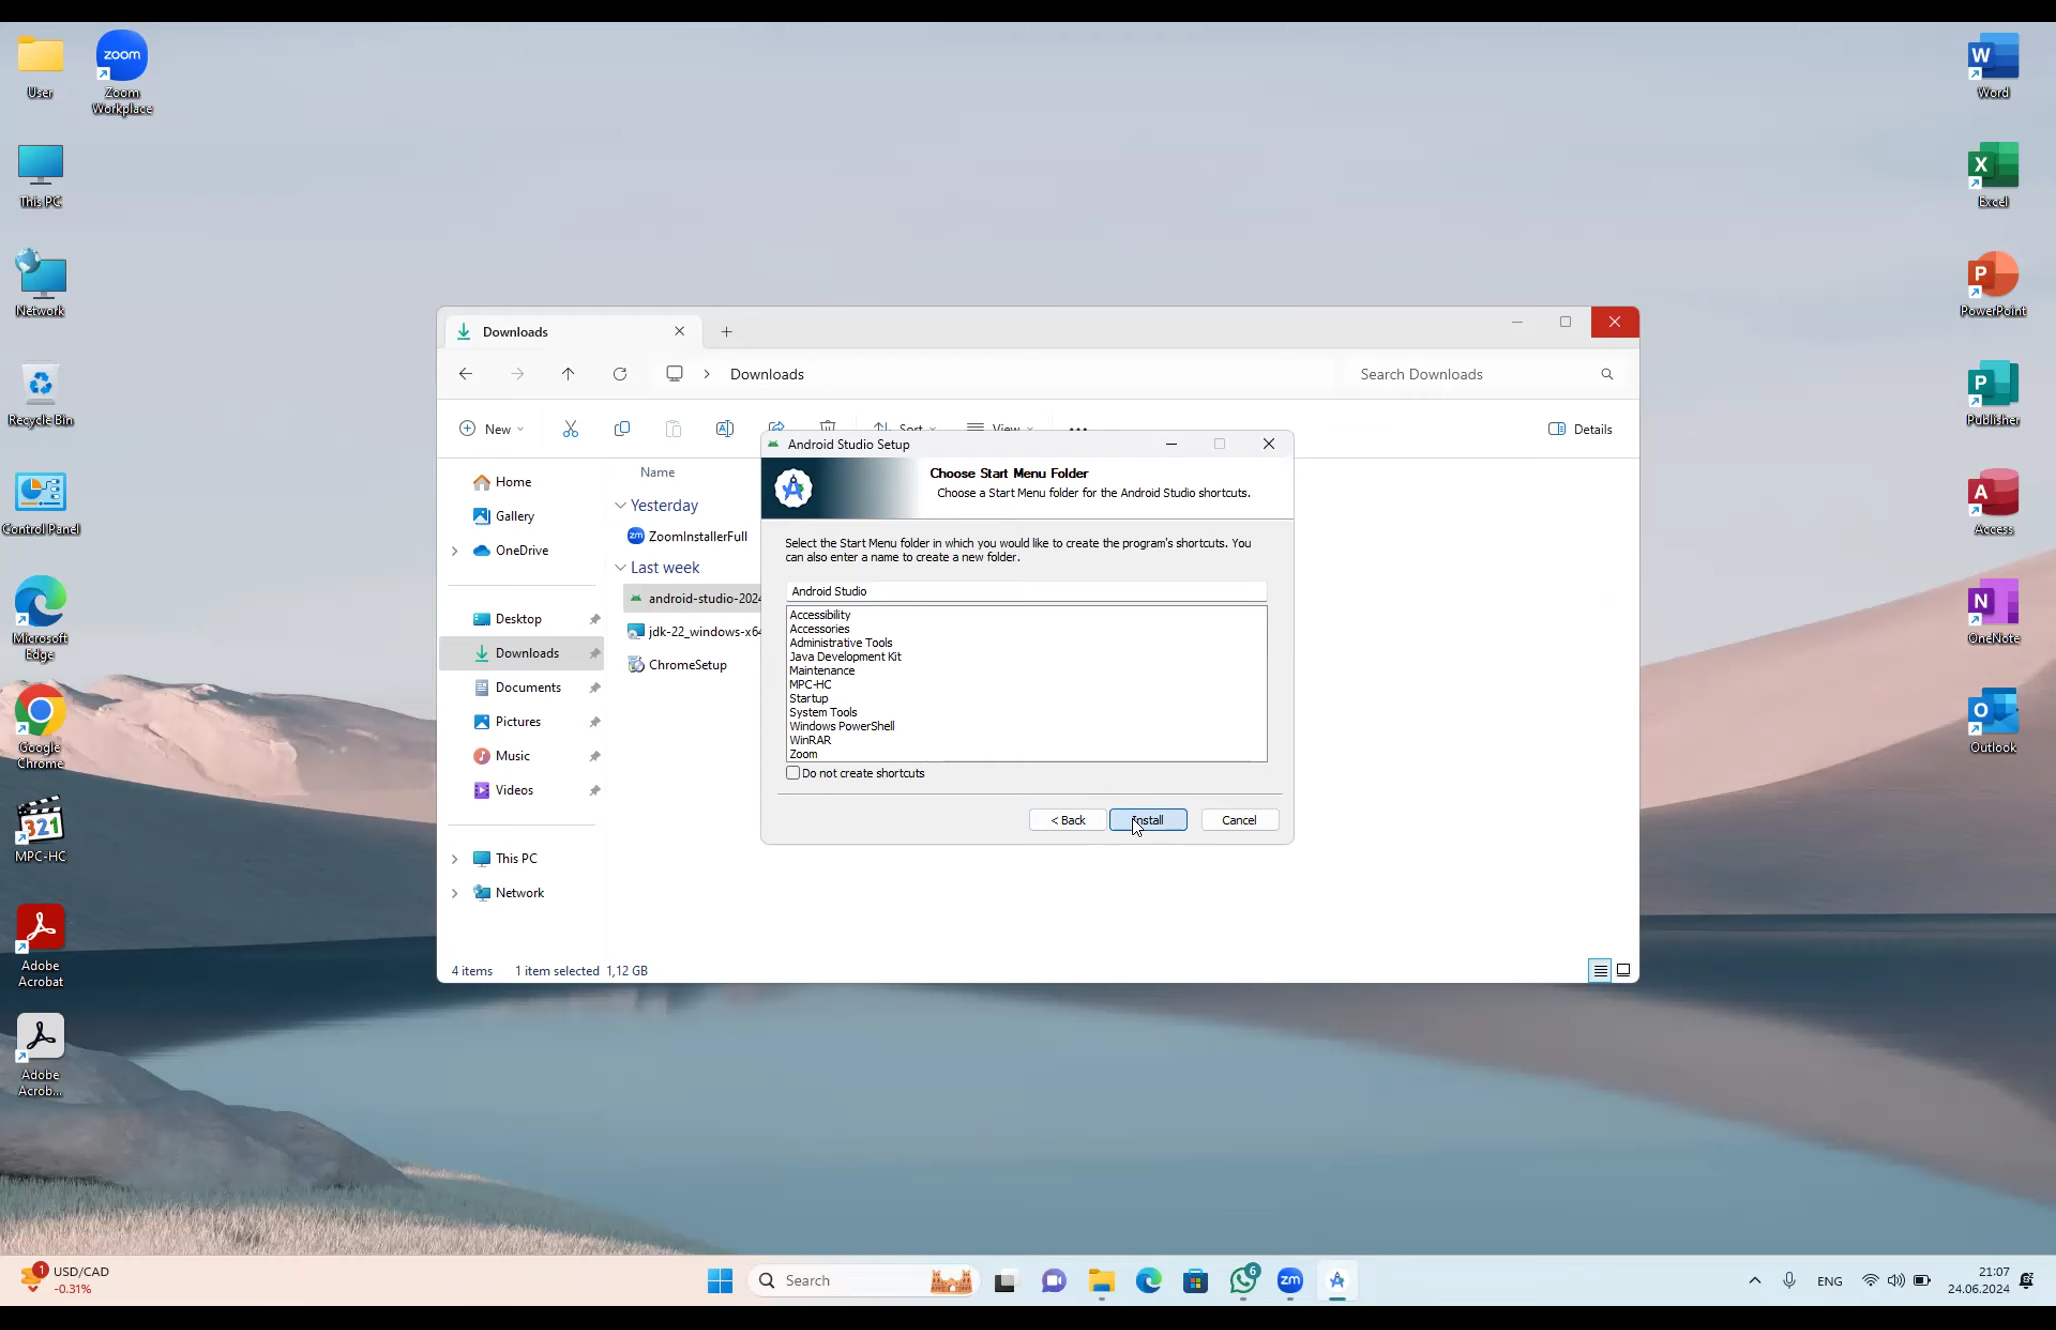 User
zoom
Zoom
Workplace
This PC
Network
Recycle Bin
Control Panel
Microsoft
Edge
Google
Chrome
321
MPC-HC
Adobe
Acrobat
Adobe
Acrob...
W
Word
X
Excel
P
PowerPoint
P
Publisher
A
Access
N
OneNote
O
Outlook
Downloads
Downloads
Search Downloads
New
Sort
View
Details
Home
Gallery
OneDrive
Desktop
Downloads
Documents
Pictures
Music
Videos
This PC
Network
Name
Yesterday
zm ZoomInstallerFull
Last week
android-studio-2024
jdk-22_windows-x64
ChromeSetup
4 items 1 item selected 1,12 GB
Android Studio Setup
Choose Start Menu Folder
Choose a Start Menu folder for the Android Studio shortcuts.
Select the Start Menu folder in which you would like to create the program's shortcuts. You
can also enter a name to create a new folder.
Android Studio
Accessibility
Accessories
Administrative Tools
Java Development Kit
Maintenance
MPC-HC
Startup
System Tools
Windows PowerShell
WinRAR
Zoom
Do not create shortcuts
< Back
Install
Cancel
1
USD/CAD
-0.31%
Search
6
zm
ENG
21:07
24.06.2024